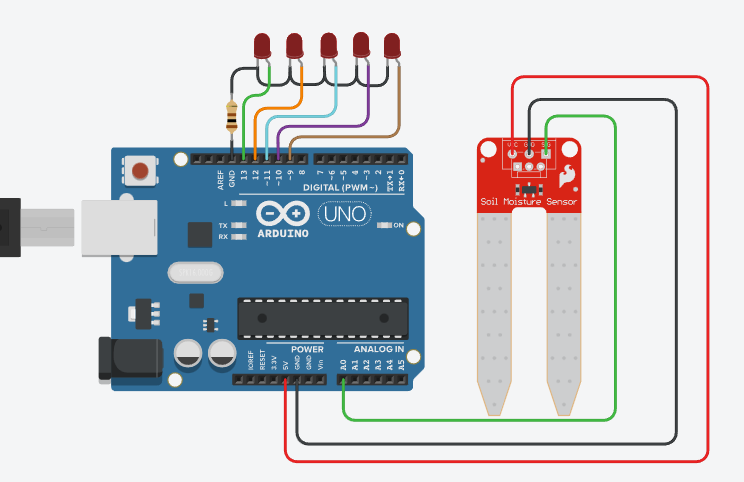 AREF
GND
13
12
~11
~10
~9
8
7
~6
~5
4
~3
2
TX→1
RX←0
DIGITAL (PWM~)
L
TX
RX
ARDUINO
UNO
ON
POWER
ANALOG IN
IOREF
RESET
3.3V
5V
GND
GND
Vin
A0
A1
A2
A3
A4
A5
SIG
Soil Moisture Sensor